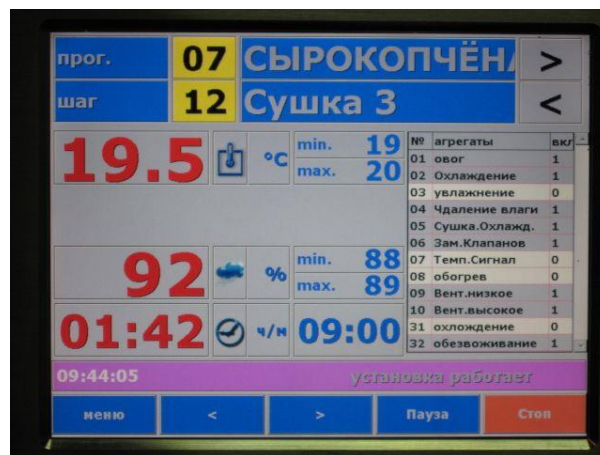 прог. 07 СЫРОКОПЧЁН >
шаг 12 Сушка 3 <
19.5 °C min. 19
max. 20
92 % min. 88
max. 89
01:42 ч/м 09:00
№ агрегаты вкл
01 овог 1
02 Охлаждение 1
03 увлажнение 0
04 Чдаление влаги 1
05 Сушка.Охлажд. 1
06 Зам.Клапанов 1
07 Темп.Сигнал 0
08 обогрев 0
09 Вент.низкое 1
10 Вент.высокое 1
31 охлождение 0
32 обезвоживание 1
09:44:05 установка работает
меню < > Пауза Стоп